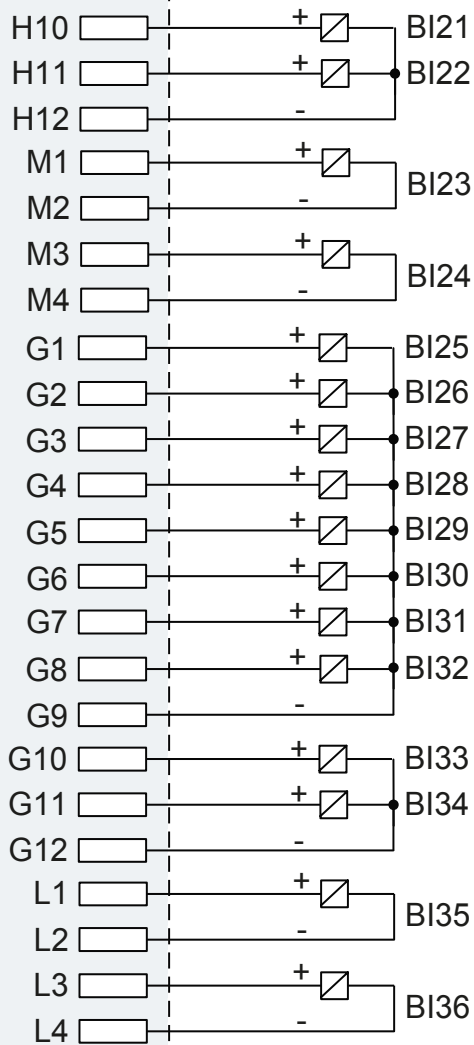 H10 + BI21
H11 + BI22
H12 -
M1 +
BI23
M2 -
M3 +
BI24
M4 -
G1 + BI25
G2 + BI26
G3 + BI27
G4 + BI28
G5 + BI29
G6 + BI30
G7 + BI31
G8 + BI32
G9 -
G10 + BI33
G11 + BI34
G12 -
L1 +
BI35
L2 -
L3 +
BI36
L4 -